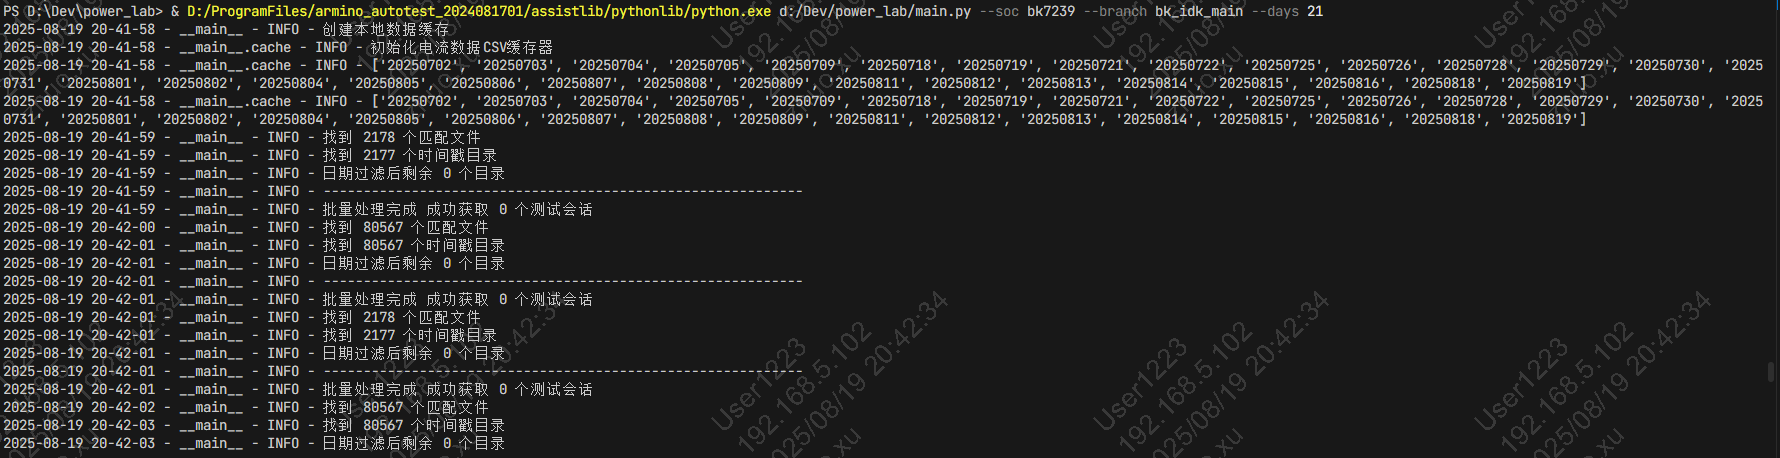 PS D:\Dev\power_lab> & D:/ProgramFiles/armino_autotest_2024081701/assistlib/pythonlib/python.exe d:/Dev/power_lab/main.py --soc bk7239 --branch bk_idk_main --days 21
2025-08-19 20-41-58 - __main__ - INFO - 创建本地数据缓存
2025-08-19 20-41-58 - __main__.cache - INFO - 初始化电流数据CSV缓存器
2025-08-19 20-41-58 - __main__.cache - INFO - ['20250702', '20250703', '20250704', '20250705', '20250709', '20250718', '20250719', '20250721', '20250722', '20250725', '20250726', '20250728', '20250729', '20250730', '2025
0731', '20250801', '20250802', '20250804', '20250805', '20250806', '20250807', '20250808', '20250809', '20250811', '20250812', '20250813', '20250814', '20250815', '20250816', '20250818', '20250819']
2025-08-19 20-41-58 - __main__.cache - INFO - ['20250702', '20250703', '20250704', '20250705', '20250709', '20250718', '20250719', '20250721', '20250722', '20250725', '20250726', '20250728', '20250729', '20250730', '2025
0731', '20250801', '20250802', '20250804', '20250805', '20250806', '20250807', '20250808', '20250809', '20250811', '20250812', '20250813', '20250814', '20250815', '20250816', '20250818', '20250819']
2025-08-19 20-41-59 - __main__ - INFO - 找到 2178 个匹配文件
2025-08-19 20-41-59 - __main__ - INFO - 找到 2177 个时间戳目录
2025-08-19 20-41-59 - __main__ - INFO - 日期过滤后剩余 0 个目录
2025-08-19 20-41-59 - __main__ - INFO - ------------------------------------------------------------
2025-08-19 20-41-59 - __main__ - INFO - 批量处理完成 成功获取 0 个测试会话
2025-08-19 20-42-00 - __main__ - INFO - 找到 80567 个匹配文件
2025-08-19 20-42-01 - __main__ - INFO - 找到 80567 个时间戳目录
2025-08-19 20-42-01 - __main__ - INFO - 日期过滤后剩余 0 个目录
2025-08-19 20-42-01 - __main__ - INFO - ------------------------------------------------------------
2025-08-19 20-42-01 - __main__ - INFO - 批量处理完成 成功获取 0 个测试会话
2025-08-19 20-42-01 - __main__ - INFO - 找到 2178 个匹配文件
2025-08-19 20-42-01 - __main__ - INFO - 找到 2177 个时间戳目录
2025-08-19 20-42-01 - __main__ - INFO - 日期过滤后剩余 0 个目录
2025-08-19 20-42-01 - __main__ - INFO - ------------------------------------------------------------
2025-08-19 20-42-01 - __main__ - INFO - 批量处理完成 成功获取 0 个测试会话
2025-08-19 20-42-02 - __main__ - INFO - 找到 80567 个匹配文件
2025-08-19 20-42-03 - __main__ - INFO - 找到 80567 个时间戳目录
2025-08-19 20-42-03 - __main__ - INFO - 日期过滤后剩余 0 个目录
User1223
192.168.5.102
2025/08/19 20:42:34